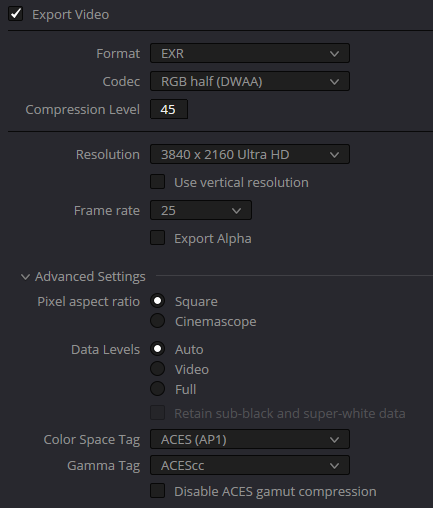 Export Video
Format EXR
Codec RGB half (DWAA)
Compression Level 45
Resolution 3840 x 2160 Ultra HD
Use vertical resolution
Frame rate 25
Export Alpha
Advanced Settings
Pixel aspect ratio Square
Cinemascope
Data Levels Auto
Video
Full
Retain sub-black and super-white data
Color Space Tag ACES (AP1)
Gamma Tag ACEScc
Disable ACES gamut compression